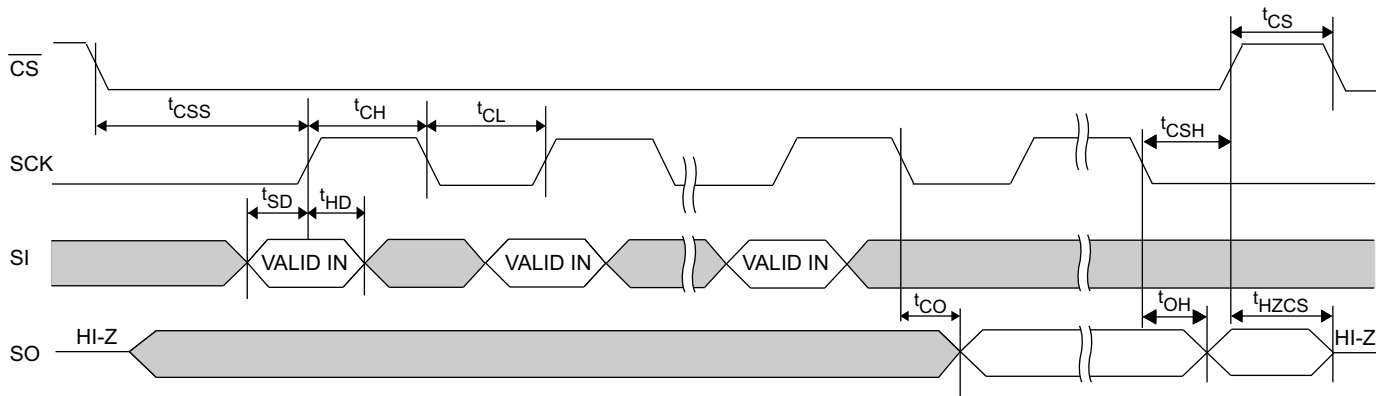 tCS
CS
tCSS
tCH
tCL
tCSH
SCK
tSD
tHD
SI
VALID IN
VALID IN
VALID IN
tCO
tOH
tHZCS
SO
HI-Z
HI-Z